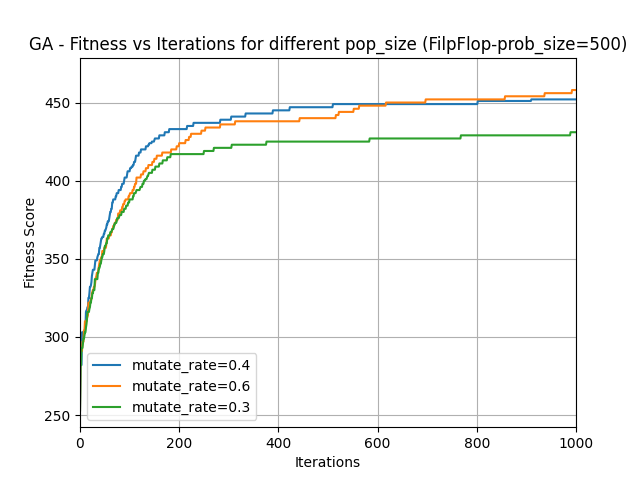 GA - Fitness vs Iterations for different pop_size (FilpFlop-prob_size=500)
Fitness Score
450
400
350
300
250
mutate_rate=0.4
mutate_rate=0.6
mutate_rate=0.3
0 200 400 600 800 1000
Iterations